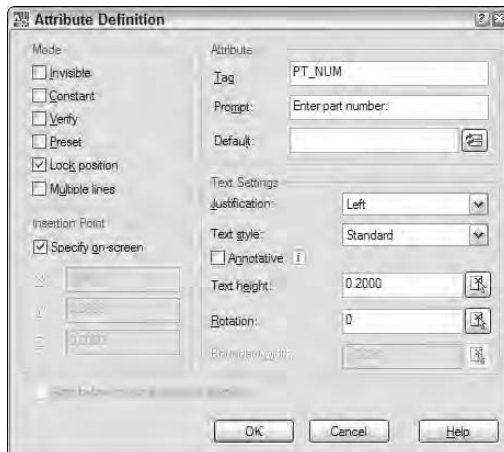 Attribute Definition
Mode
Invisible
Constant
Verify
Preset
Lock position
Multiple lines
Insertion Point
Specify on-screen
Attribute
Tag:
PT_NUM
Prompt:
Enter part number:
Default:
Text Settings
Justification:
Left
Text style:
Standard
Annotative
Text height:
0.2000
Rotation:
0
OK
Cancel
Help